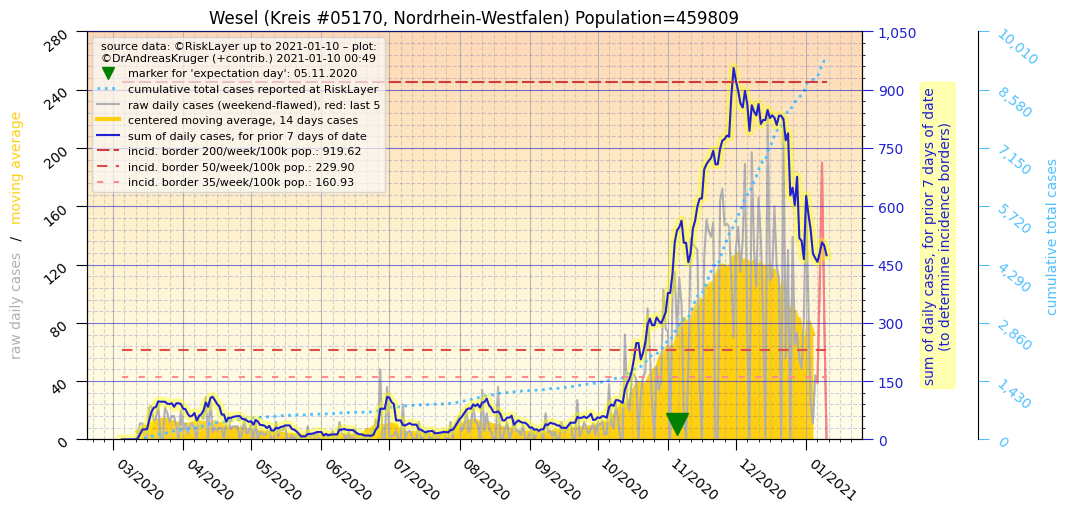 Wesel (Kreis #05170, Nordrhein-Westfalen) Population=459809
source data: ©RiskLayer up to 2021-01-10 – plot:
©DrAndreasKruger (+contrib.) 2021-01-10 00:49
marker for 'expectation day': 05.11.2020
cumulative total cases reported at RiskLayer
raw daily cases (weekend-flawed), red: last 5
centered moving average, 14 days cases
sum of daily cases, for prior 7 days of date
incid. border 200/week/100k pop.: 919.62
incid. border 50/week/100k pop.: 229.90
incid. border 35/week/100k pop.: 160.93
raw daily cases / moving average
280
240
200
160
120
80
40
0
03/2020
04/2020
05/2020
06/2020
07/2020
08/2020
09/2020
10/2020
11/2020
12/2020
01/2021
1,050
900
750
600
450
300
150
0
sum of daily cases, for prior 7 days of date
(to determine incidence borders)
10,010
8,580
7,150
5,720
4,290
2,860
1,430
0
cumulative total cases